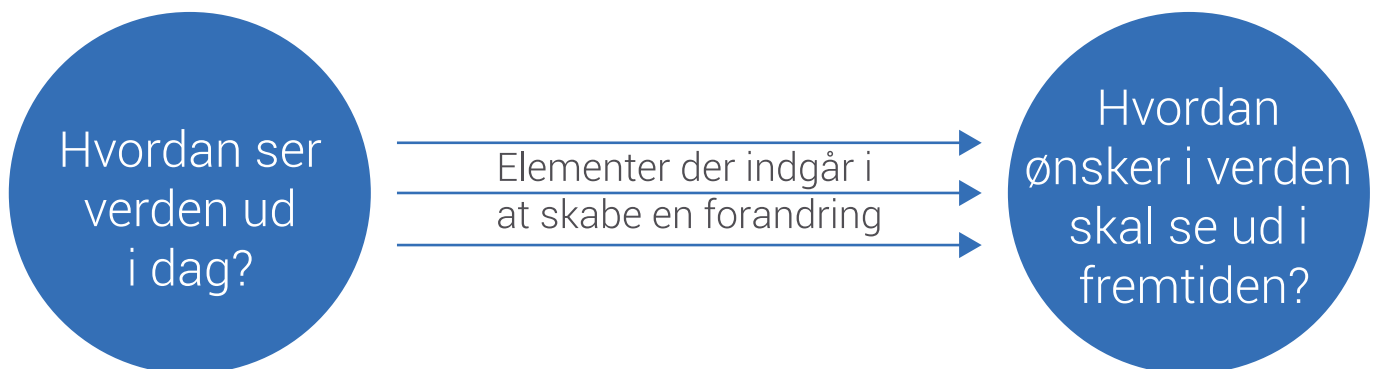 Hvordan ser
verden ud
i dag?
Elementer der indgår i
at skabe en forandring
Hvordan
ønsker i verden
skal se ud i
fremtiden?